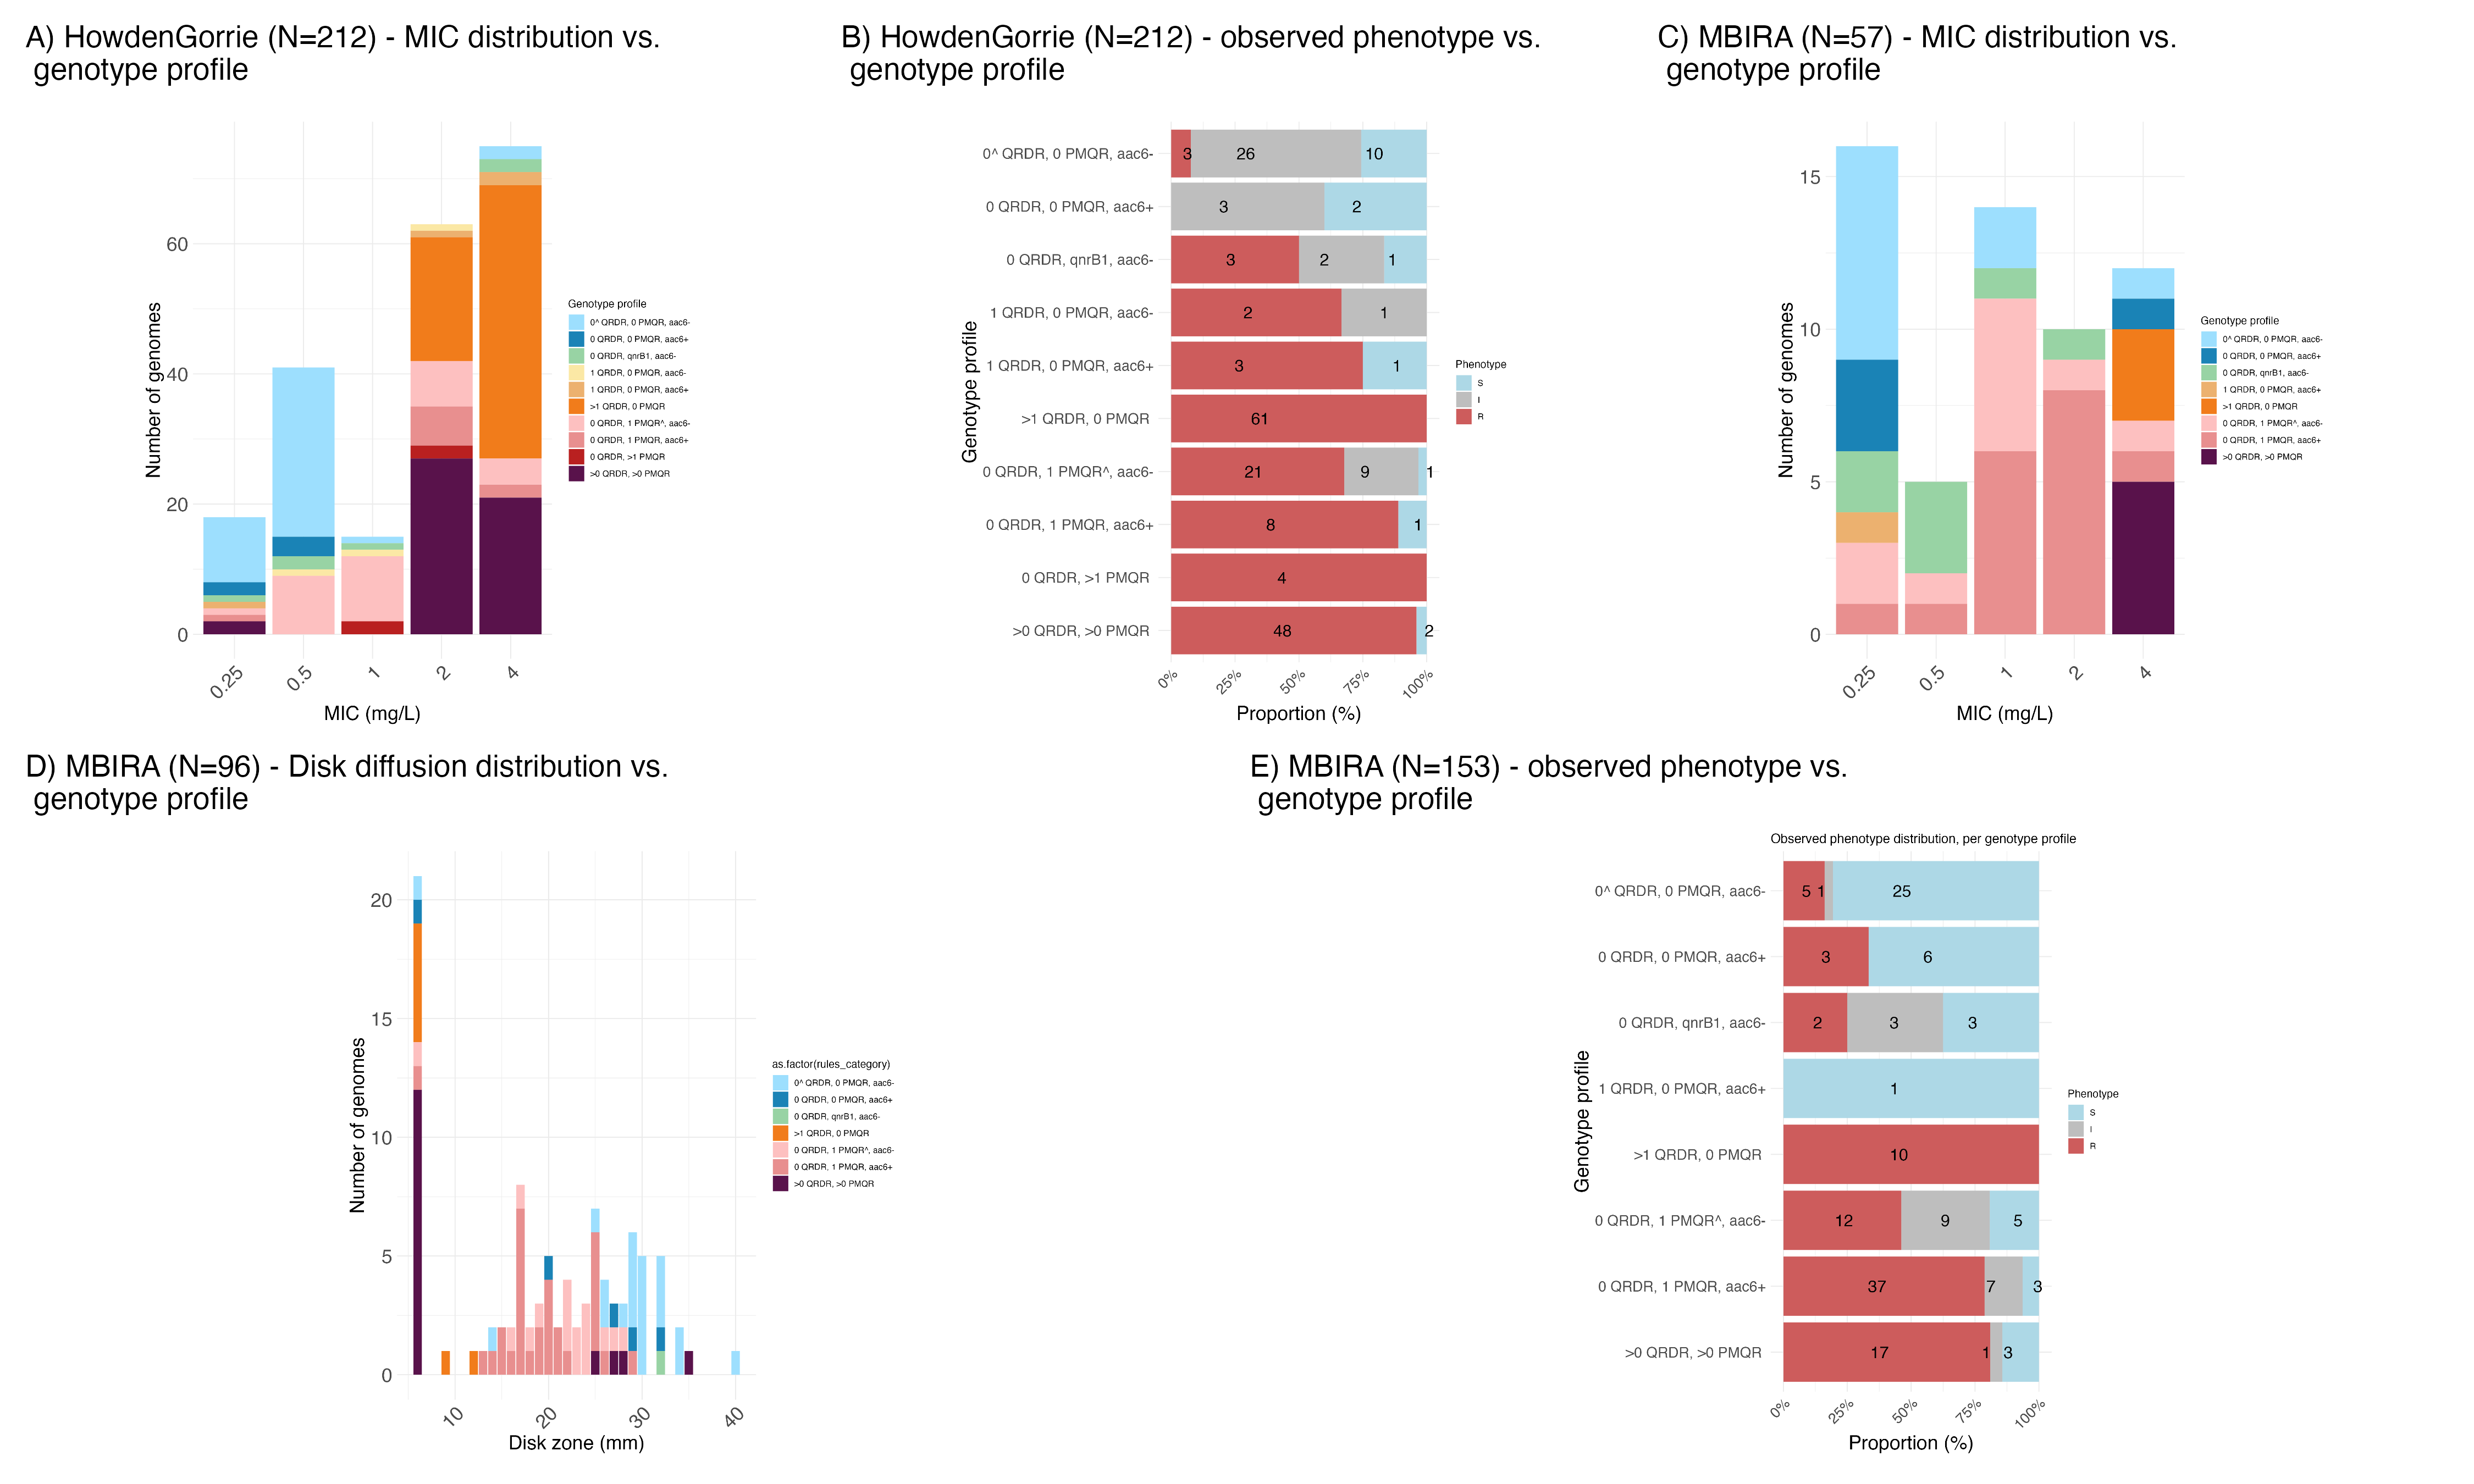 A) HowdenGorrie (N=212) - MIC distribution vs.
genotype profile
Number of genomes
60
40
20
0
0.25
0.5
1
2
4
MIC (mg/L)
Genotype profile
0^ QRDR, 0 PMQR, aac6-
0 QRDR, 0 PMQR, aac6+
0 QRDR, qnrB1, aac6-
1 QRDR, 0 PMQR, aac6-
1 QRDR, 0 PMQR, aac6+
>1 QRDR, 0 PMQR
0 QRDR, 1 PMQR^, aac6-
0 QRDR, 1 PMQR, aac6+
0 QRDR, >1 PMQR
>0 QRDR, >0 PMQR
B) HowdenGorrie (N=212) - observed phenotype vs.
genotype profile
Genotype profile
0^ QRDR, 0 PMQR, aac6- 3 26 10
0 QRDR, 0 PMQR, aac6+ 3 2
0 QRDR, qnrB1, aac6- 3 2 1
1 QRDR, 0 PMQR, aac6- 2 1
1 QRDR, 0 PMQR, aac6+ 3 1
>1 QRDR, 0 PMQR 61
0 QRDR, 1 PMQR^, aac6- 21 9 1
0 QRDR, 1 PMQR, aac6+ 8 1
0 QRDR, >1 PMQR 4
>0 QRDR, >0 PMQR 48 2
0%
25%
50%
75%
100%
Proportion (%)
Phenotype
S
I
R
C) MBIRA (N=57) - MIC distribution vs.
genotype profile
Number of genomes
15
10
5
0
0.25
0.5
1
2
4
MIC (mg/L)
Genotype profile
0^ QRDR, 0 PMQR, aac6-
0 QRDR, 0 PMQR, aac6+
0 QRDR, qnrB1, aac6-
1 QRDR, 0 PMQR, aac6+
>1 QRDR, 0 PMQR
0 QRDR, 1 PMQR^, aac6-
0 QRDR, 1 PMQR, aac6+
>0 QRDR, >0 PMQR
D) MBIRA (N=96) - Disk diffusion distribution vs.
genotype profile
Number of genomes
20
15
10
5
0
10
20
30
40
Disk zone (mm)
as.factor(rules_category)
0^ QRDR, 0 PMQR, aac6-
0 QRDR, 0 PMQR, aac6+
0 QRDR, qnrB1, aac6-
>1 QRDR, 0 PMQR
0 QRDR, 1 PMQR^, aac6-
0 QRDR, 1 PMQR, aac6+
>0 QRDR, >0 PMQR
E) MBIRA (N=153) - observed phenotype vs.
genotype profile
Observed phenotype distribution, per genotype profile
Genotype profile
0^ QRDR, 0 PMQR, aac6- 5 1 25
0 QRDR, 0 PMQR, aac6+ 3 6
0 QRDR, qnrB1, aac6- 2 3 3
1 QRDR, 0 PMQR, aac6+ 1
>1 QRDR, 0 PMQR 10
0 QRDR, 1 PMQR^, aac6- 12 9 5
0 QRDR, 1 PMQR, aac6+ 37 7 3
>0 QRDR, >0 PMQR 17 1 3
0%
25%
50%
75%
100%
Proportion (%)
Phenotype
S
I
R